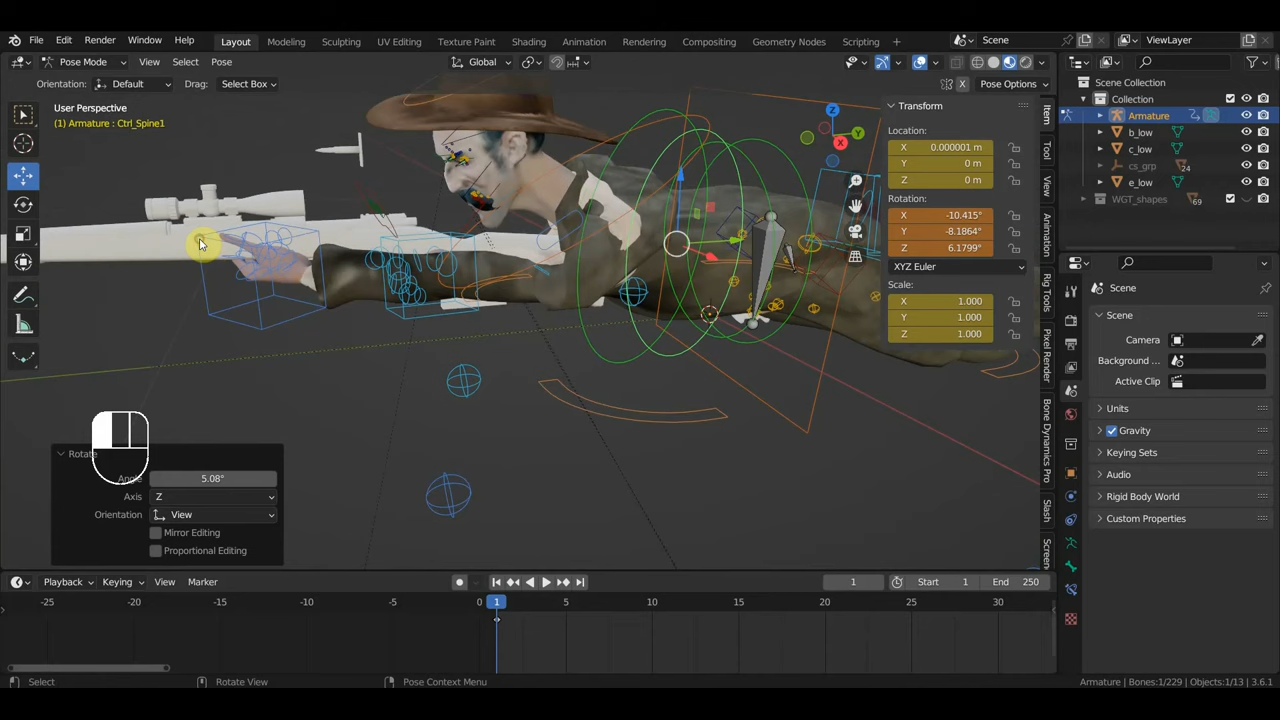 File Edit Render Window Help Layout Modeling Sculpting UV Editing Texture Paint Shading Animation Rendering Compositing Geometry Nodes Scripting + Scene ViewLayer
Pose Mode View Select Pose Global
Orientation: Default Drag: Select Box X Pose Options
User Perspective
(1) Armature : Ctrl_Spine1
Z
Y
X
Transform
Location:
X 0.000001 m
Y 0 m
Z 0 m
Rotation:
X -10.415°
Y -8.1864°
Z 6.1799°
XYZ Euler
Scale:
X 1.000
Y 1.000
Z 1.000
Item
Tool
View
Animation
Rig Tools
Pixel Render
Bone Dynamics Pro
Slash
Screen
Scene Collection
Collection
Armature
b_low
c_low
cs_grp 24
e_low
WGT_shapes 69
Scene
Scene
Camera
Background ...
Active Clip
Units
Gravity
Keying Sets
Audio
Rigid Body World
Custom Properties
Rotate
Angle 5.08°
Axis Z
Orientation View
Mirror Editing
Proportional Editing
Playback Keying View Marker 1 Start 1 End 250
-25 -20 -15 -10 -5 0 1 5 10 15 20 25 30
Select Rotate View Pose Context Menu Armature | Bones:1/229 | Objects:1/13 | 3.6.1